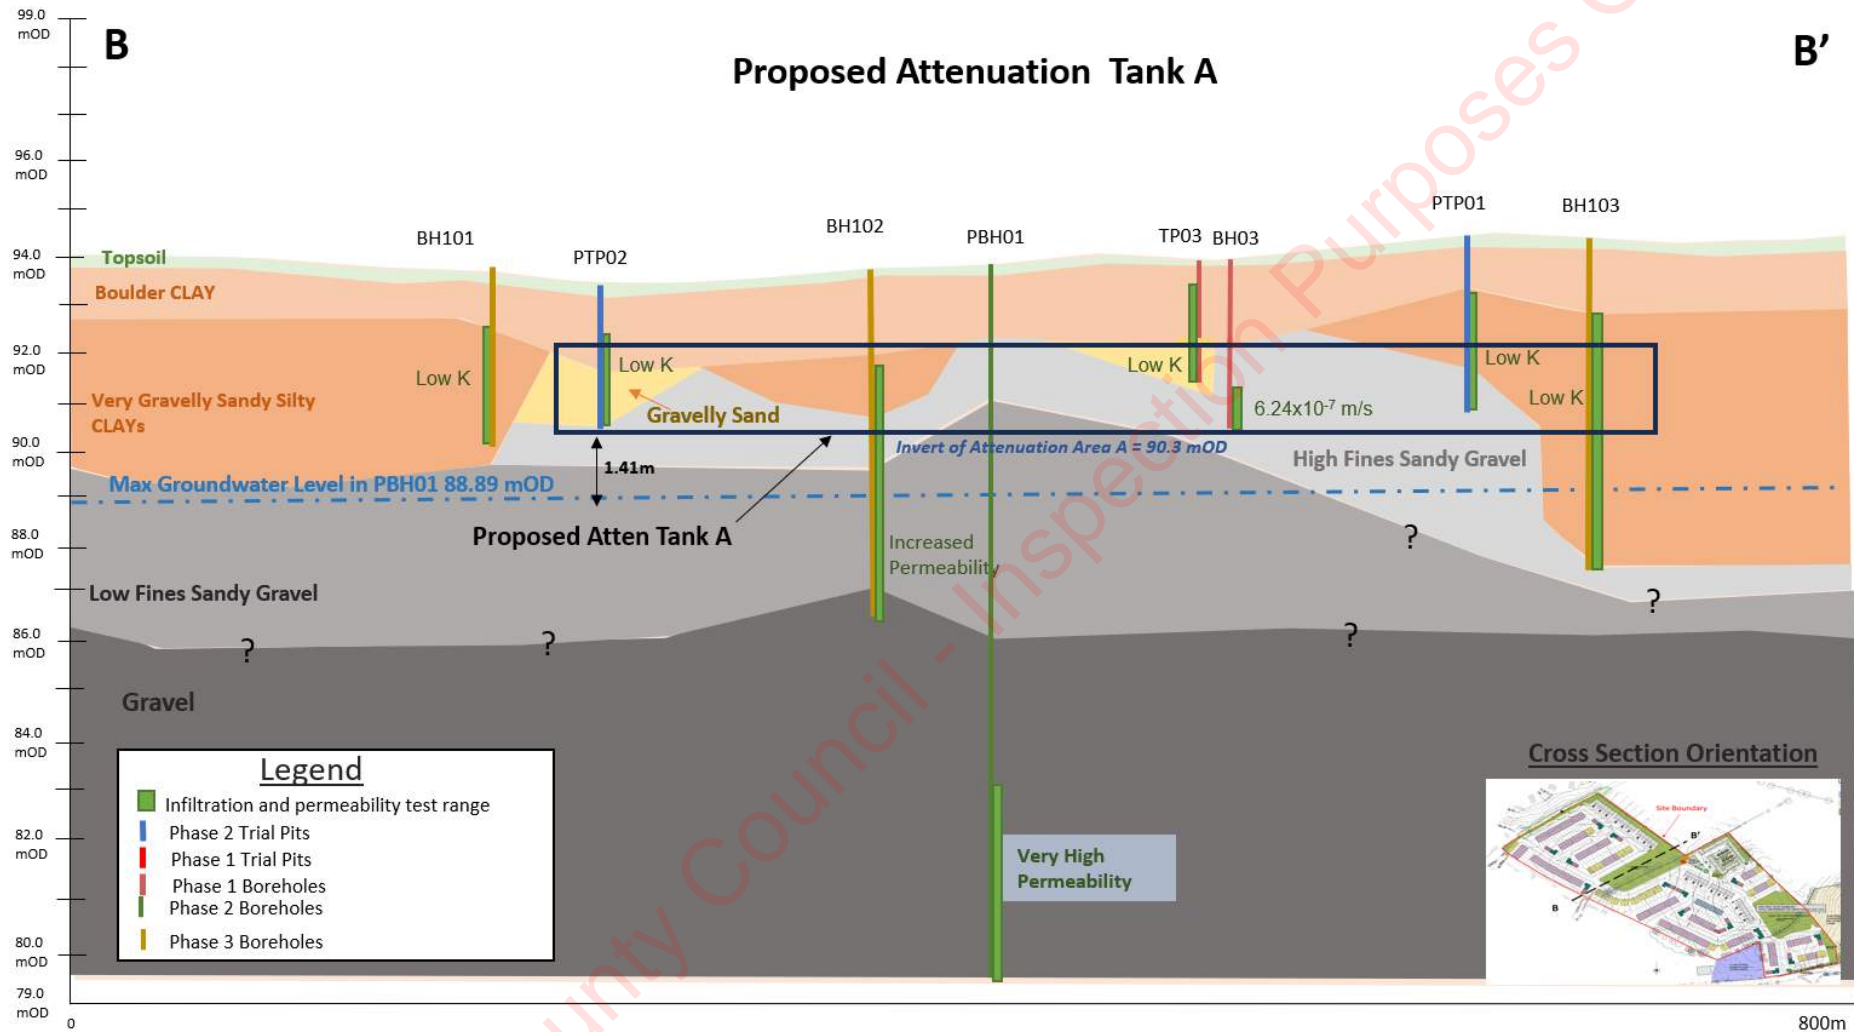 99.0
mOD
B
Proposed Attenuation Tank A
B’
96.0
mOD
PTP01
BH103
BH102
BH101
PTP02
PBH01
TP03 BH03
94.0
mOD
Topsoil
Boulder CLAY
92.0
mOD
Low K
Low K
Low K
Low K
Low K
Very Gravelly Sandy Silty
CLAYs
Gravelly Sand
6.24x10-7 m/s
90.0
mOD
Invert of Attenuation Area A = 90.3 mOD
1.41m
High Fines Sandy Gravel
Max Groundwater Level in PBH01 88.89 mOD
Proposed Atten Tank A
88.0
mOD
Increased
Permeability
?
Low Fines Sandy Gravel
?
86.0
mOD
?
?
?
Gravel
84.0
mOD
Legend
Infiltration and permeability test range
Phase 2 Trial Pits
Phase 1 Trial Pits
Phase 1 Boreholes
Phase 2 Boreholes
Phase 3 Boreholes
82.0
mOD
Very High
Permeability
Cross Section Orientation
Site Boundary
B'
B
80.0
mOD
79.0
mOD
0
800m
unty Council - Inspection Purposes